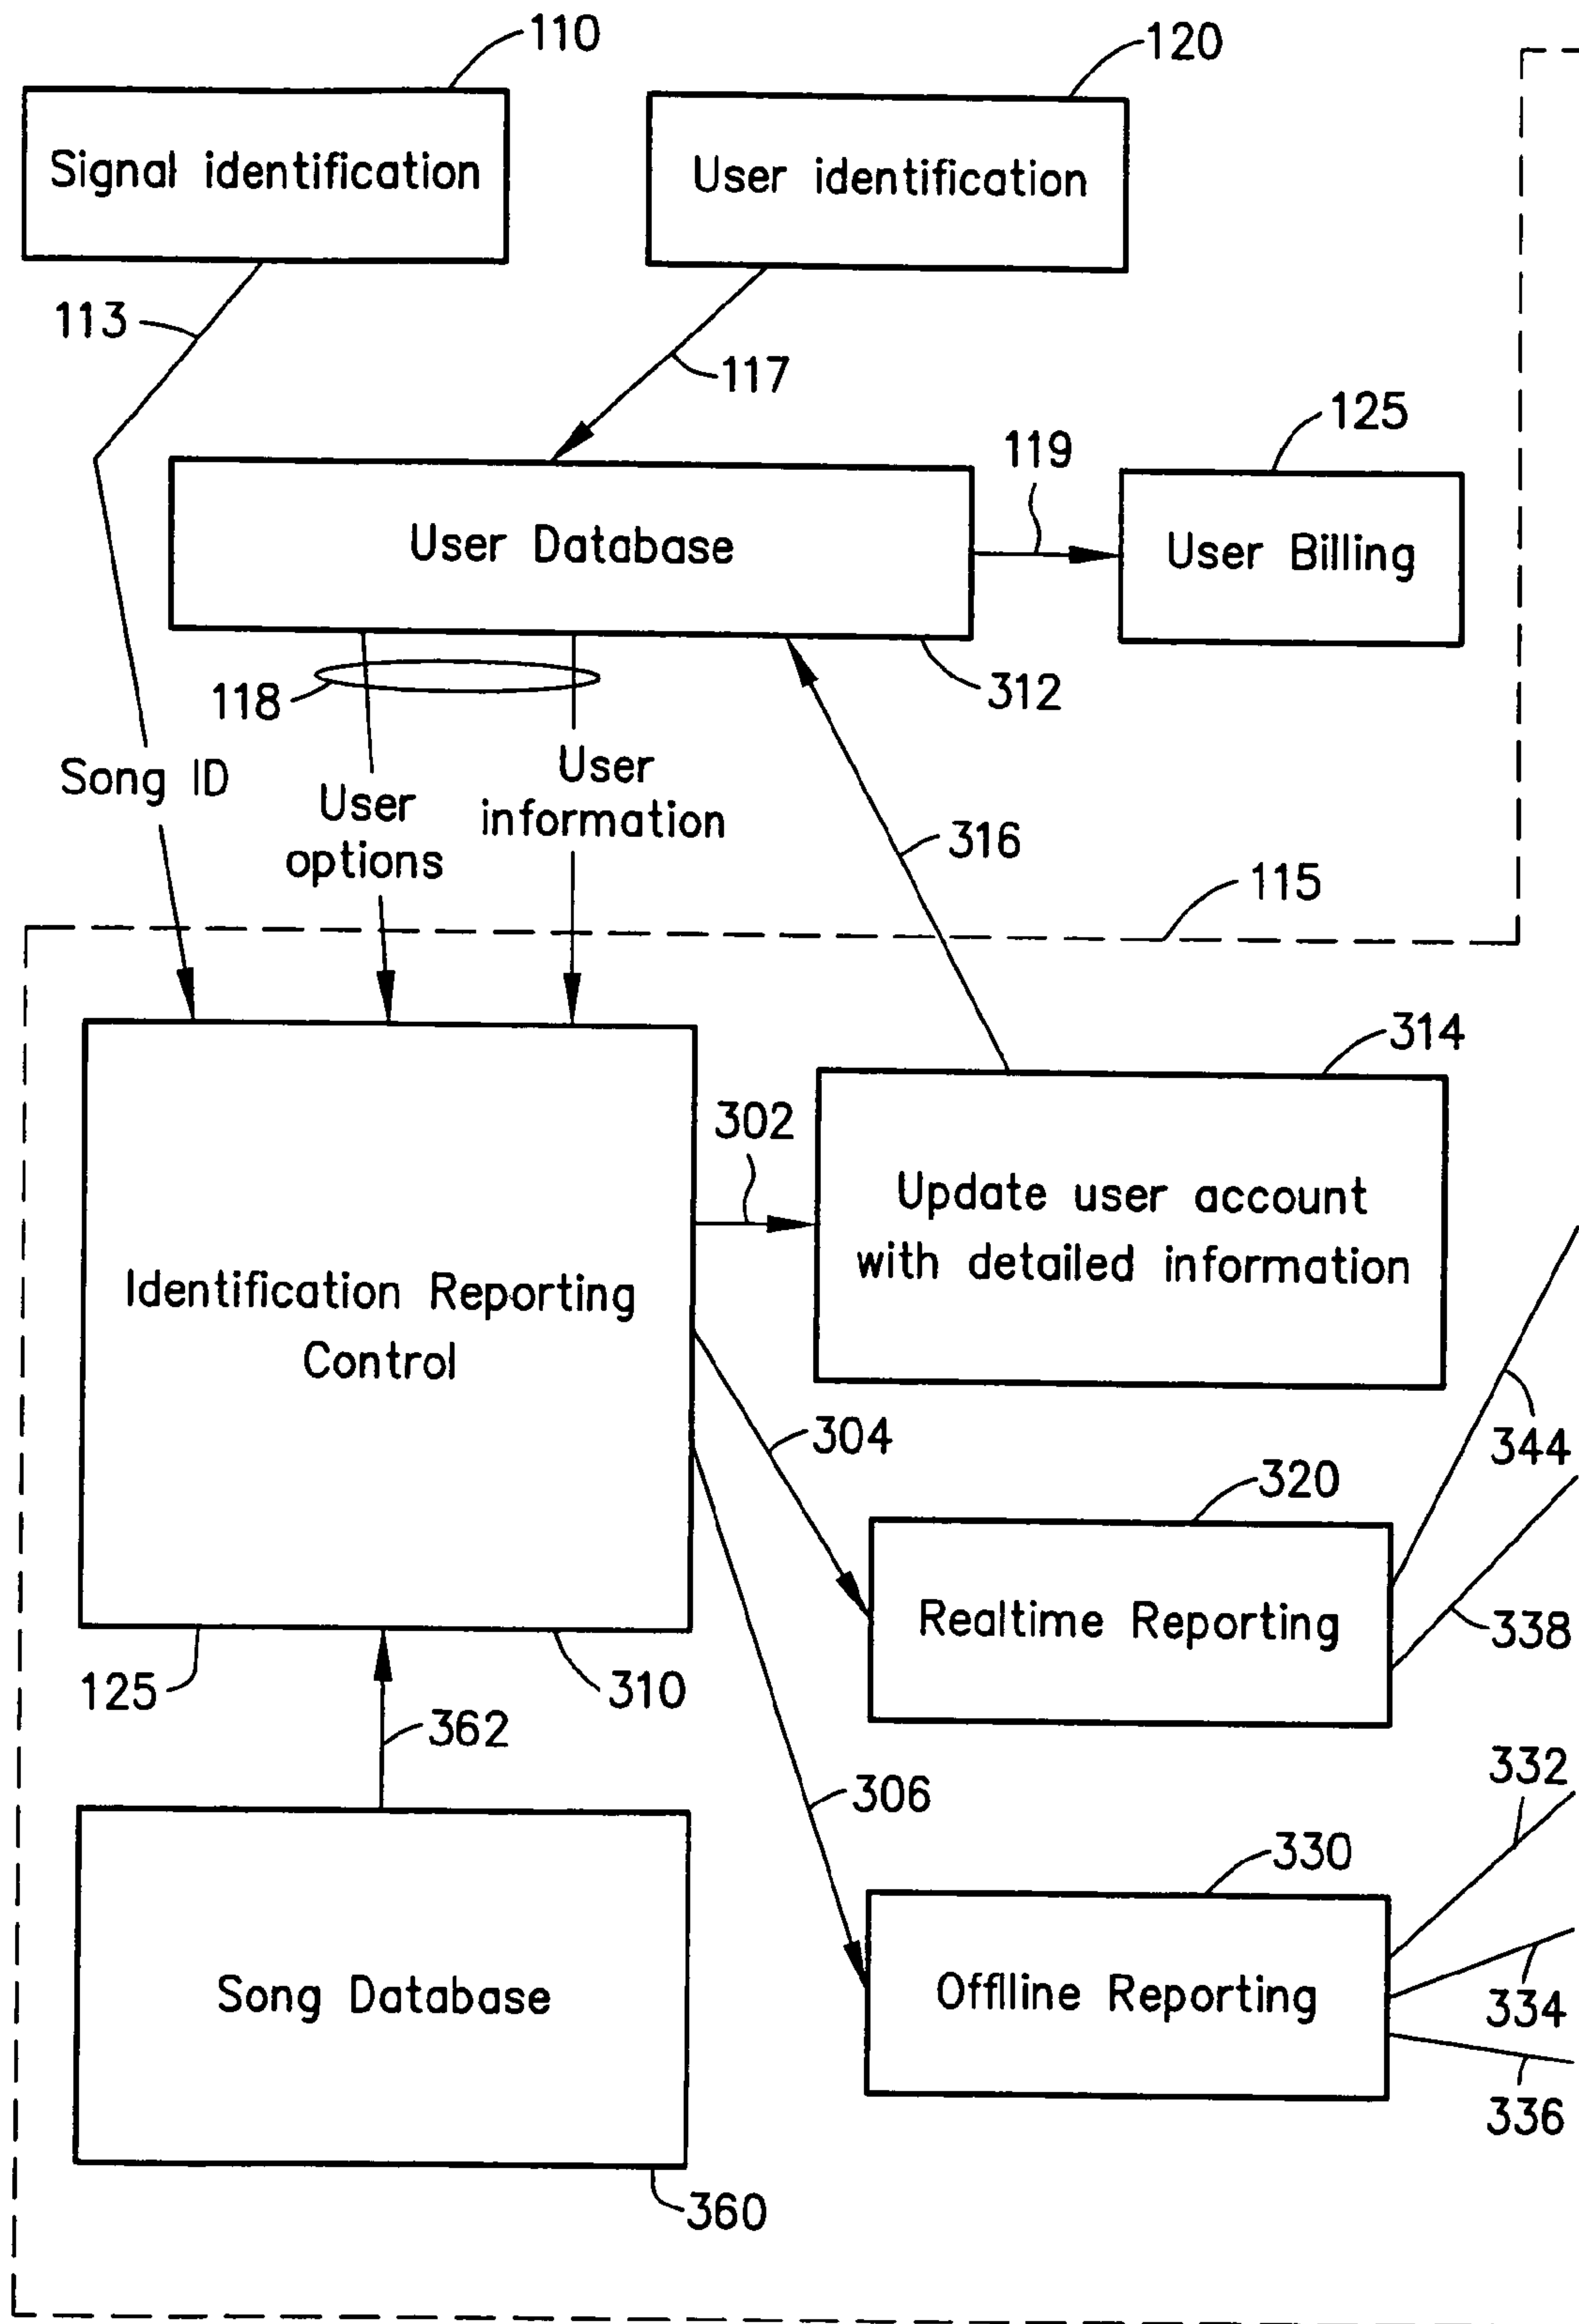 110
120
Signal identification
User identification
113
117
125
119
User Database
User Billing
118
312
Song ID
User
options
User
information
316
115
314
302
Update user account
with detailed information
Identification Reporting
Control
304
344
320
Realtime Reporting
338
125
310
362
332
306
330
Song Database
Offlline Reporting
334
336
360